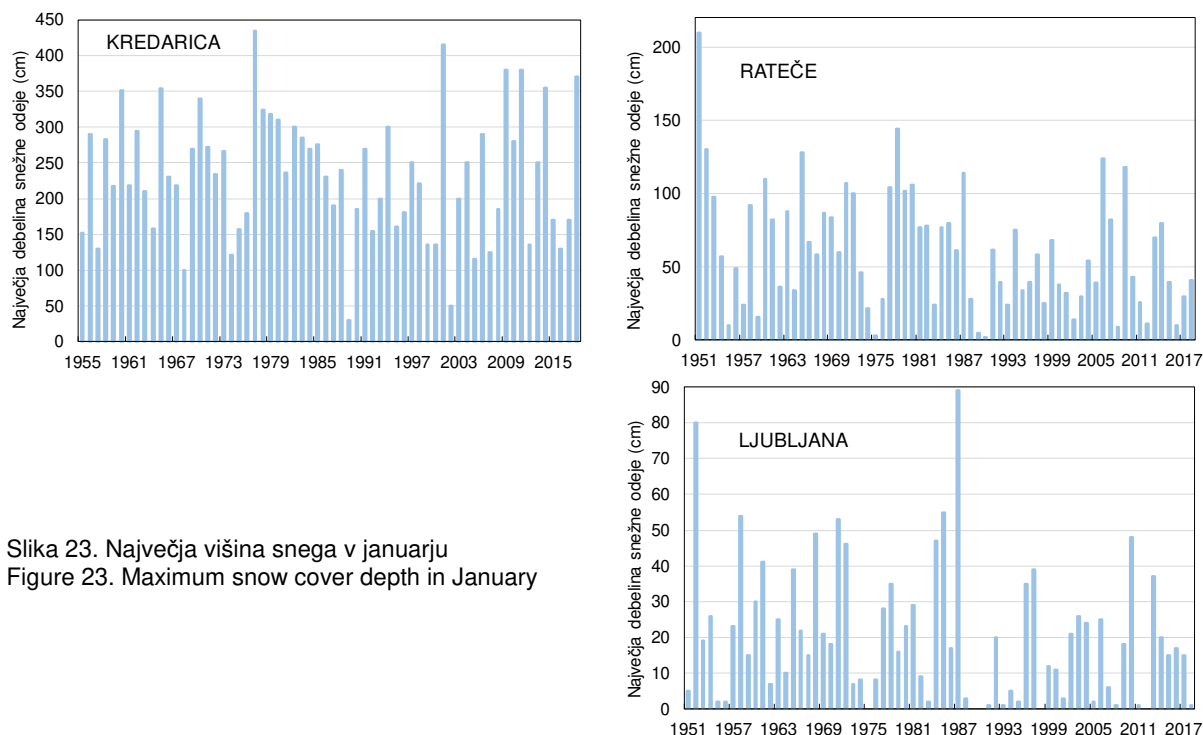 KREDARICA
Največja debelina snežne odeje (cm)
450
400
350
300
250
200
150
100
50
0
1955 1961 1967 1973 1979 1985 1991 1997 2003 2009 2015
RATEČE
Največja debelina snežne odeje (cm)
200
150
100
50
0
1951 1957 1963 1969 1975 1981 1987 1993 1999 2005 2011 2017
LJUBLJANA
Največja debelina snežne odeje (cm)
90
80
70
60
50
40
30
20
10
0
1951 1957 1963 1969 1975 1981 1987 1993 1999 2005 2011 2017
Slika 23. Največja višina snega v januarju
Figure 23. Maximum snow cover depth in January